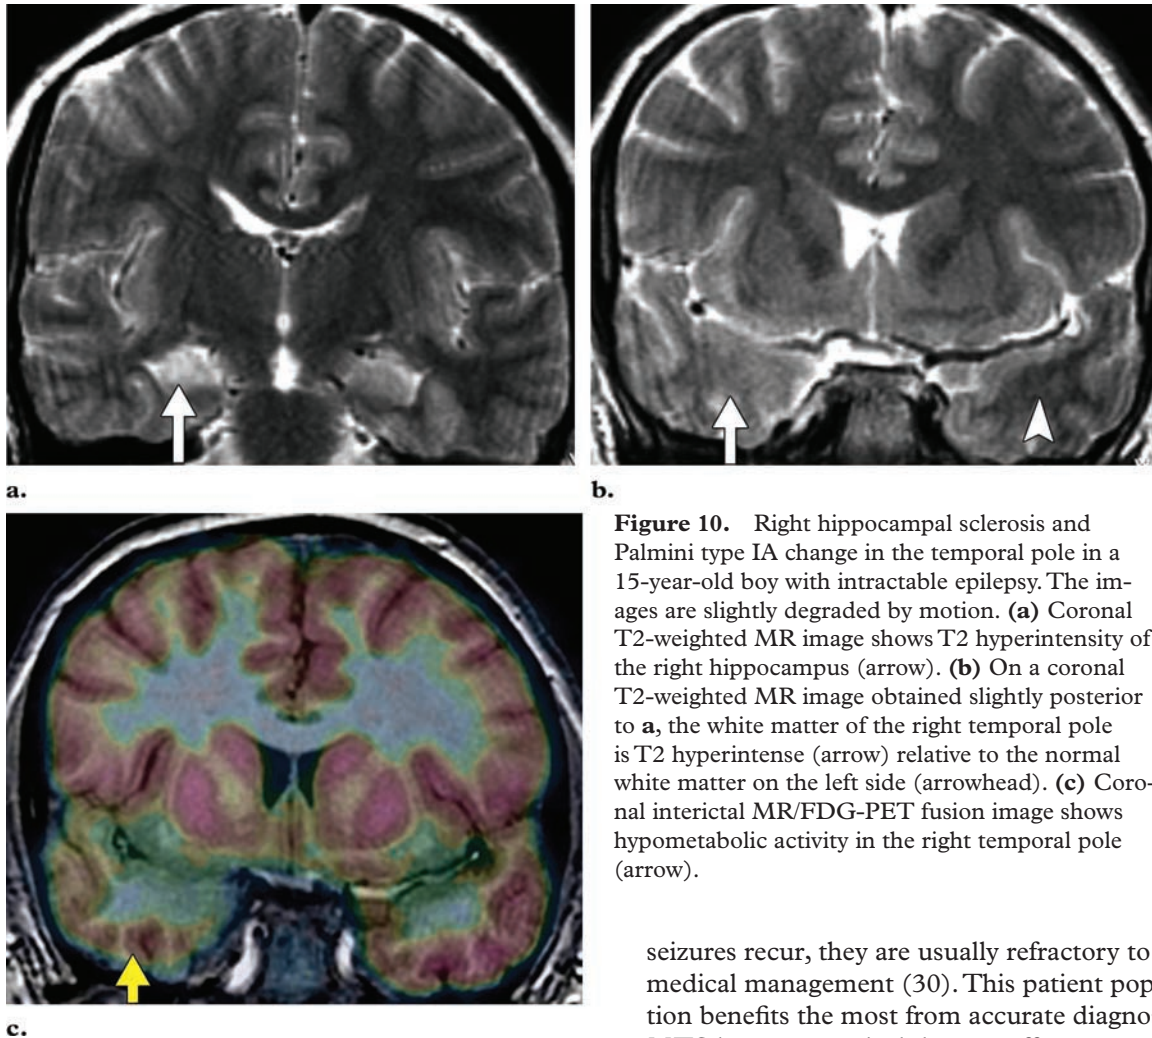 a.
b.
Figure 10. Right hippocampal sclerosis and
Palmini type IA change in the temporal pole in a
15-year-old boy with intractable epilepsy. The im-
ages are slightly degraded by motion. (a) Coronal
T2-weighted MR image shows T2 hyperintensity of
the right hippocampus (arrow). (b) On a coronal
T2-weighted MR image obtained slightly posterior
to a, the white matter of the right temporal pole
is T2 hyperintense (arrow) relative to the normal
white matter on the left side (arrowhead). (c) Coro-
nal interictal MR/FDG-PET fusion image shows
hypometabolic activity in the right temporal pole
(arrow).
c.
seizures recur, they are usually refractory to
medical management (30). This patient pop
tion benefits the most from accurate diagno